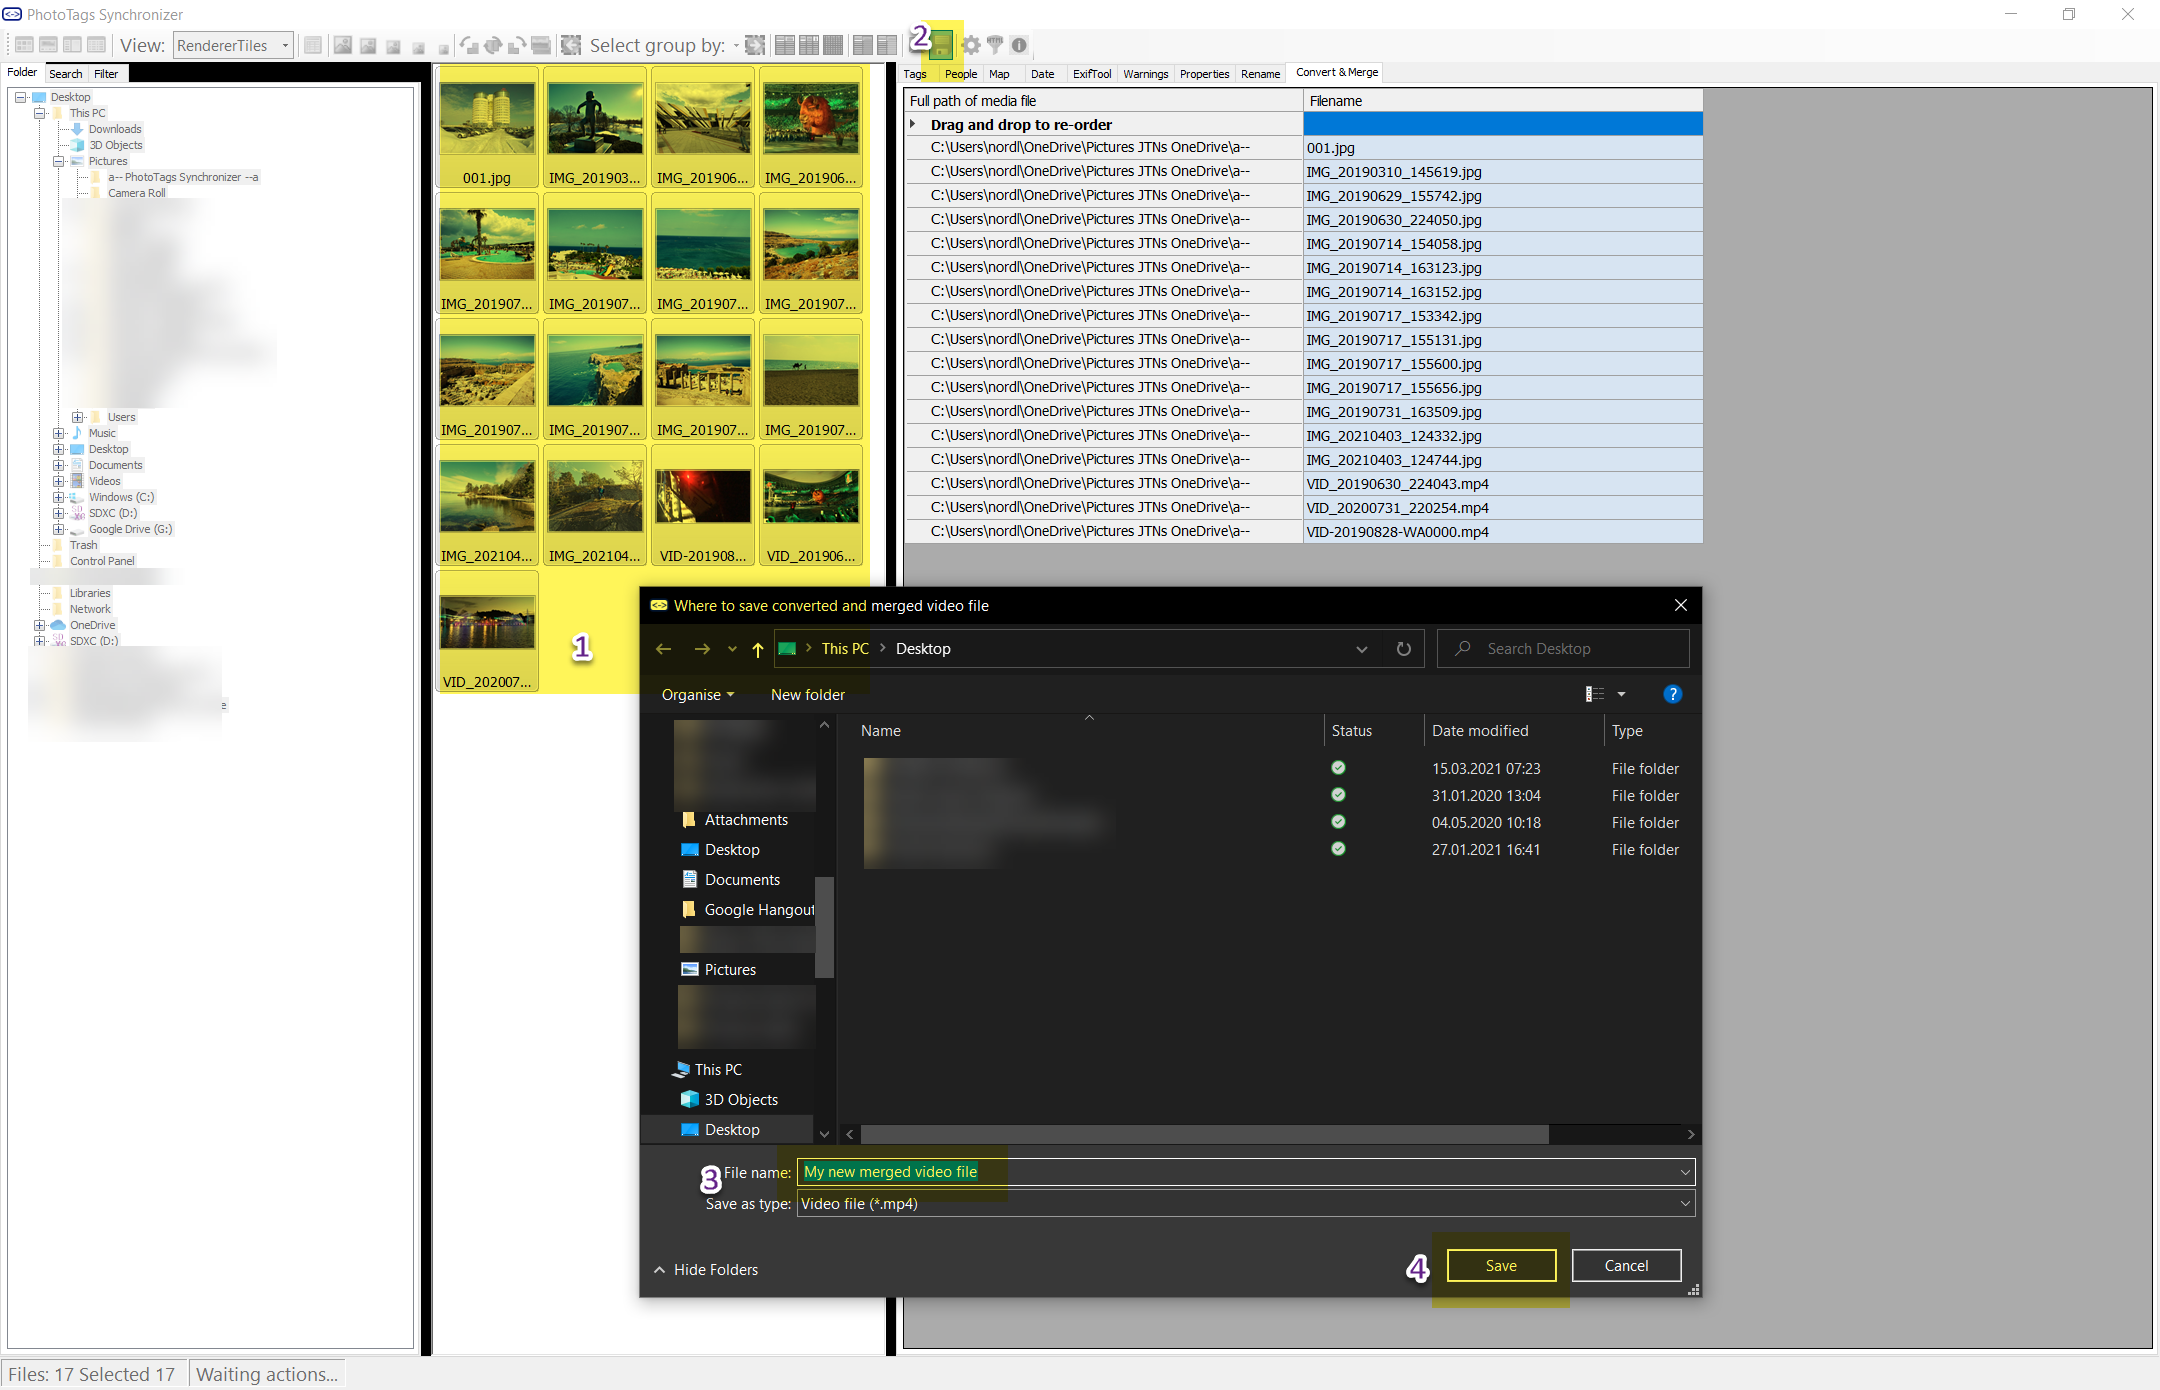 PhotoTags Synchronizer
View: RendererTiles
Select group by:
2
Folder Search Filter
Tags People Map Date ExifTool Warnings Properties Rename Convert & Merge
Desktop
This PC
Downloads
3D Objects
Pictures
a-- PhotoTags Synchronizer --a
Camera Roll
Users
Music
Desktop
Documents
Videos
Windows (C:)
SDXC (D:)
Google Drive (G:)
Trash
Control Panel
Libraries
Network
OneDrive
SDXC (D:)
e
001.jpg IMG_201903... IMG_201906... IMG_201906...
IMG_201907... IMG_201907... IMG_201907... IMG_201907...
IMG_201907... IMG_201907... IMG_201907... IMG_201907...
IMG_202104... IMG_202104... VID-201908... VID_201906...
VID_202007...
1
Full path of media file Filename
Drag and drop to re-order
C:\Users\nordl\OneDrive\Pictures JTNs OneDrive\a-- 001.jpg
C:\Users\nordl\OneDrive\Pictures JTNs OneDrive\a-- IMG_20190310_145619.jpg
C:\Users\nordl\OneDrive\Pictures JTNs OneDrive\a-- IMG_20190629_155742.jpg
C:\Users\nordl\OneDrive\Pictures JTNs OneDrive\a-- IMG_20190630_224050.jpg
C:\Users\nordl\OneDrive\Pictures JTNs OneDrive\a-- IMG_20190714_154058.jpg
C:\Users\nordl\OneDrive\Pictures JTNs OneDrive\a-- IMG_20190714_163123.jpg
C:\Users\nordl\OneDrive\Pictures JTNs OneDrive\a-- IMG_20190714_163152.jpg
C:\Users\nordl\OneDrive\Pictures JTNs OneDrive\a-- IMG_20190717_153342.jpg
C:\Users\nordl\OneDrive\Pictures JTNs OneDrive\a-- IMG_20190717_155131.jpg
C:\Users\nordl\OneDrive\Pictures JTNs OneDrive\a-- IMG_20190717_155600.jpg
C:\Users\nordl\OneDrive\Pictures JTNs OneDrive\a-- IMG_20190717_155656.jpg
C:\Users\nordl\OneDrive\Pictures JTNs OneDrive\a-- IMG_20190731_163509.jpg
C:\Users\nordl\OneDrive\Pictures JTNs OneDrive\a-- IMG_20210403_124332.jpg
C:\Users\nordl\OneDrive\Pictures JTNs OneDrive\a-- IMG_20210403_124744.jpg
C:\Users\nordl\OneDrive\Pictures JTNs OneDrive\a-- VID_20190630_224043.mp4
C:\Users\nordl\OneDrive\Pictures JTNs OneDrive\a-- VID_20200731_220254.mp4
C:\Users\nordl\OneDrive\Pictures JTNs OneDrive\a-- VID-20190828-WA0000.mp4
Where to save converted and merged video file
This PC > Desktop
Search Desktop
Organise New folder
?
Name Status Date modified Type
15.03.2021 07:23 File folder
31.01.2020 13:04 File folder
04.05.2020 10:18 File folder
27.01.2021 16:41 File folder
Attachments
Desktop
Documents
Google Hangout
Pictures
This PC
3D Objects
Desktop
3
File name: My new merged video file
Save as type: Video file (*.mp4)
Hide Folders
4
Save Cancel
Files: 17 Selected 17 Waiting actions...